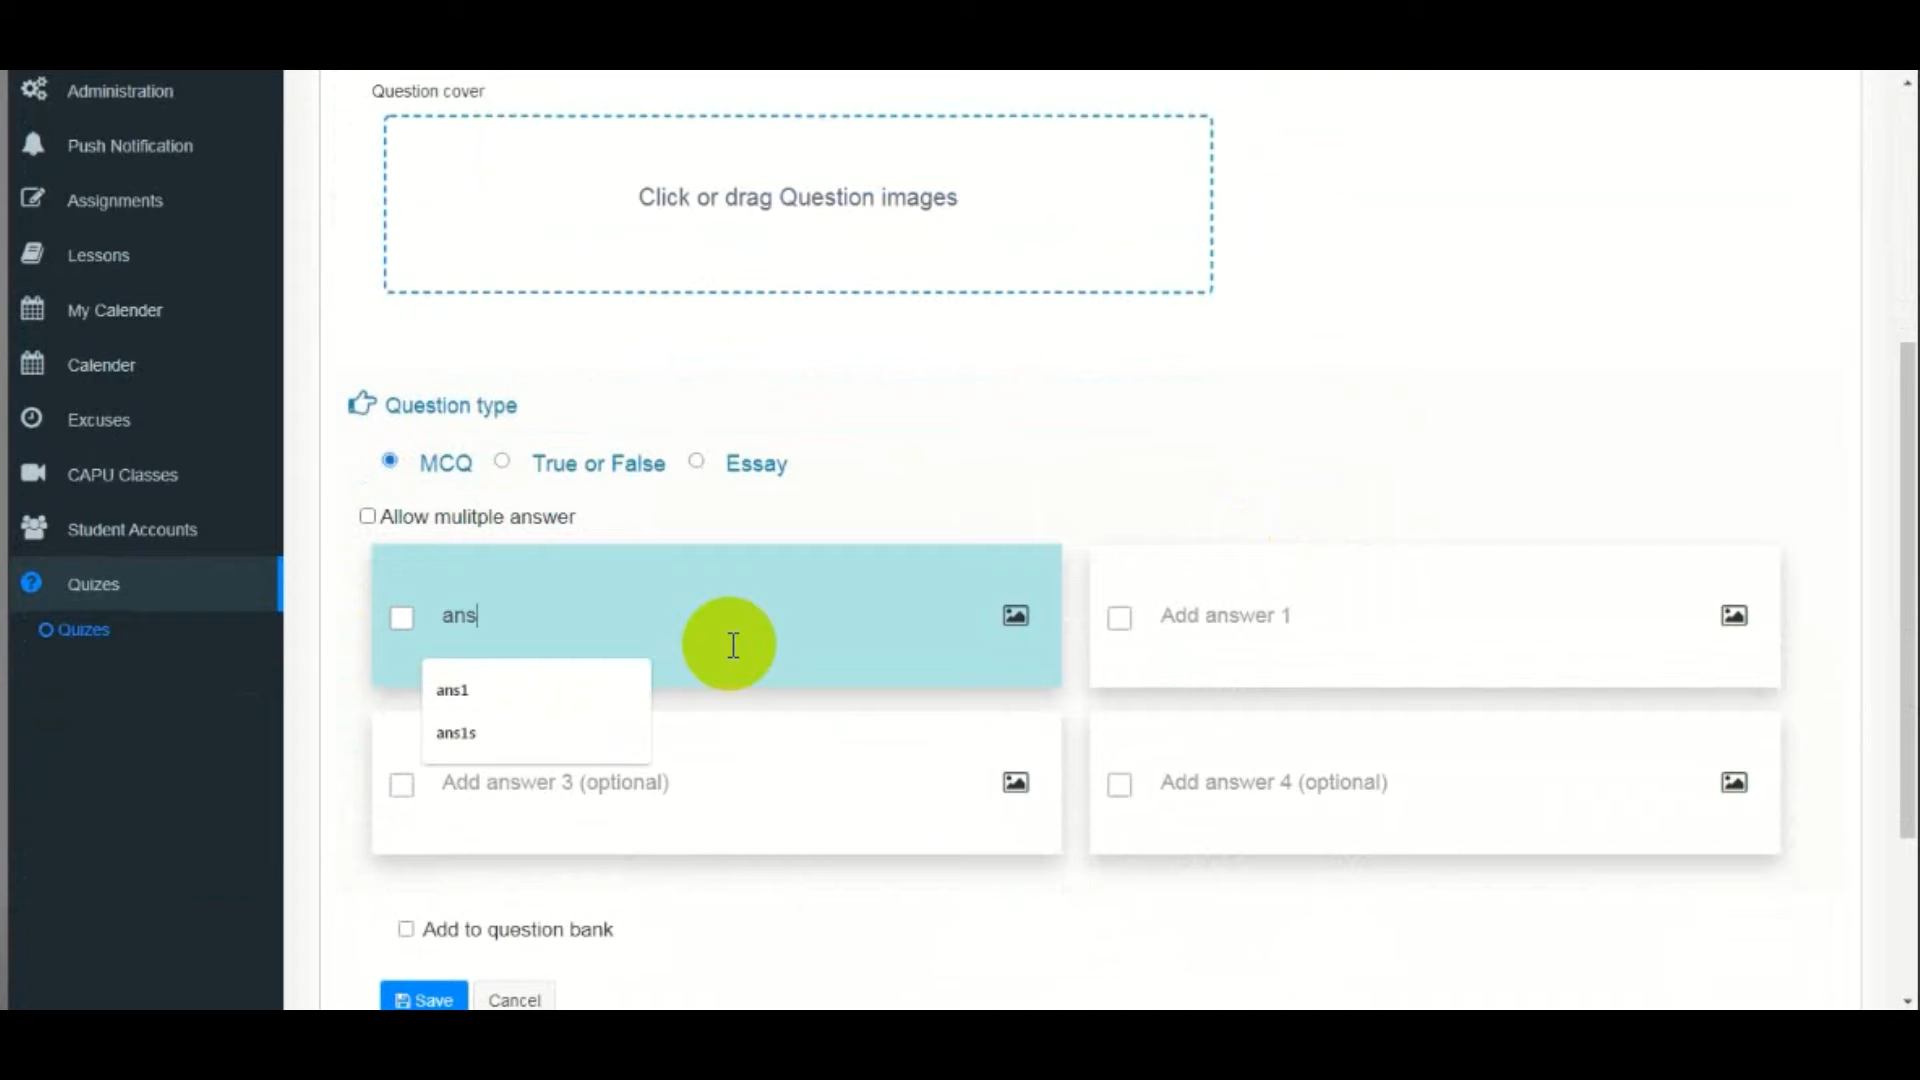 Administration
Push Notification
Assignments
Lessons
My Calender
Calender
Excuses
CAPU Classes
Student Accounts
Quizes
Quizes
Question cover
Click or drag Question images
Question type
MCQ True or False Essay
Allow mulitple answer
ans
Add answer 1
ans1
ans1s
Add answer 3 (optional)
Add answer 4 (optional)
Add to question bank
Save Cancel